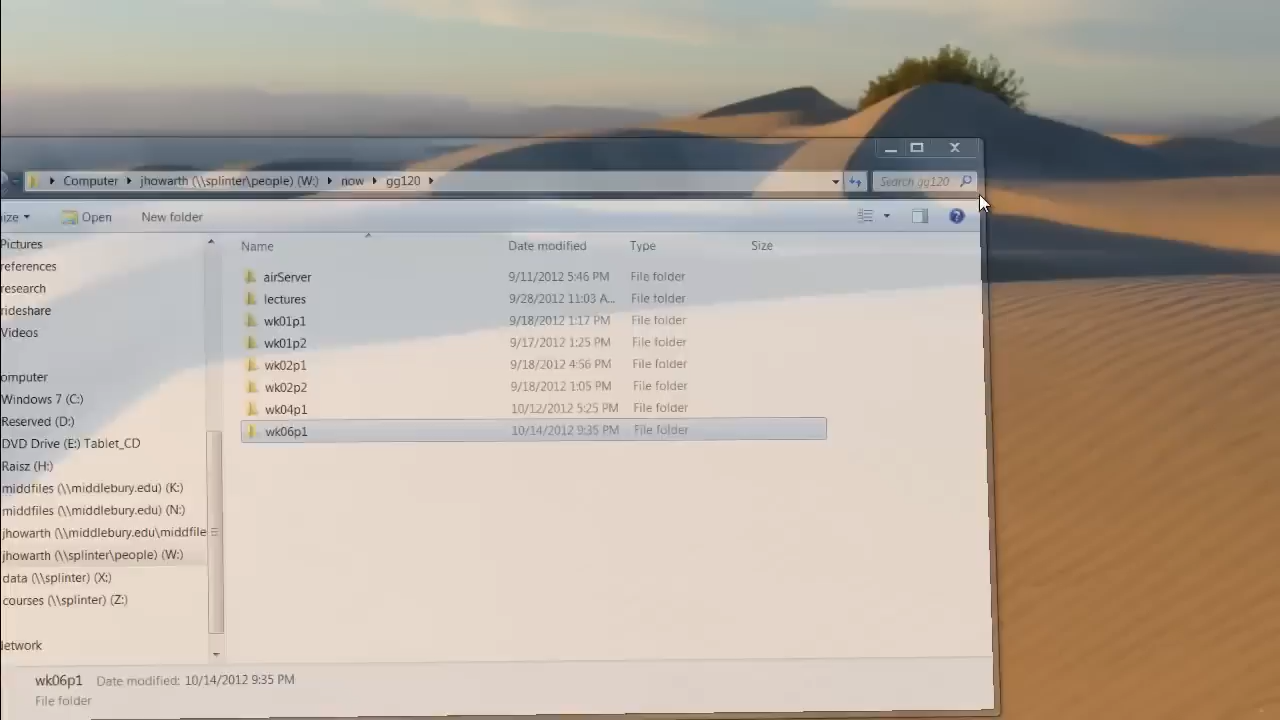 Computer jhowarth (\\splinter\people) (W:) now gg120 Search gg120
ize Open New folder
Name Date modified Type Size
Pictures
references
research
rideshare
Videos
omputer
Windows 7 (C:)
Reserved (D:)
DVD Drive (E:) Tablet_CD
Raisz (H:)
middfiles (\\middlebury.edu) (K:)
middfiles (\\middlebury.edu) (N:)
jhowarth (\\middlebury.edu\middfile
jhowarth (\\splinter\people) (W:)
data (\\splinter) (X:)
courses (\\splinter) (Z:)
Network
airServer 9/11/2012 5:46 PM File folder
lectures 9/28/2012 11:03 A... File folder
wk01p1 9/18/2012 1:17 PM File folder
wk01p2 9/17/2012 1:25 PM File folder
wk02p1 9/18/2012 4:56 PM File folder
wk02p2 9/18/2012 1:05 PM File folder
wk04p1 10/12/2012 5:25 PM File folder
wk06p1 10/14/2012 9:35 PM File folder
wk06p1 Date modified: 10/14/2012 9:35 PM
File folder